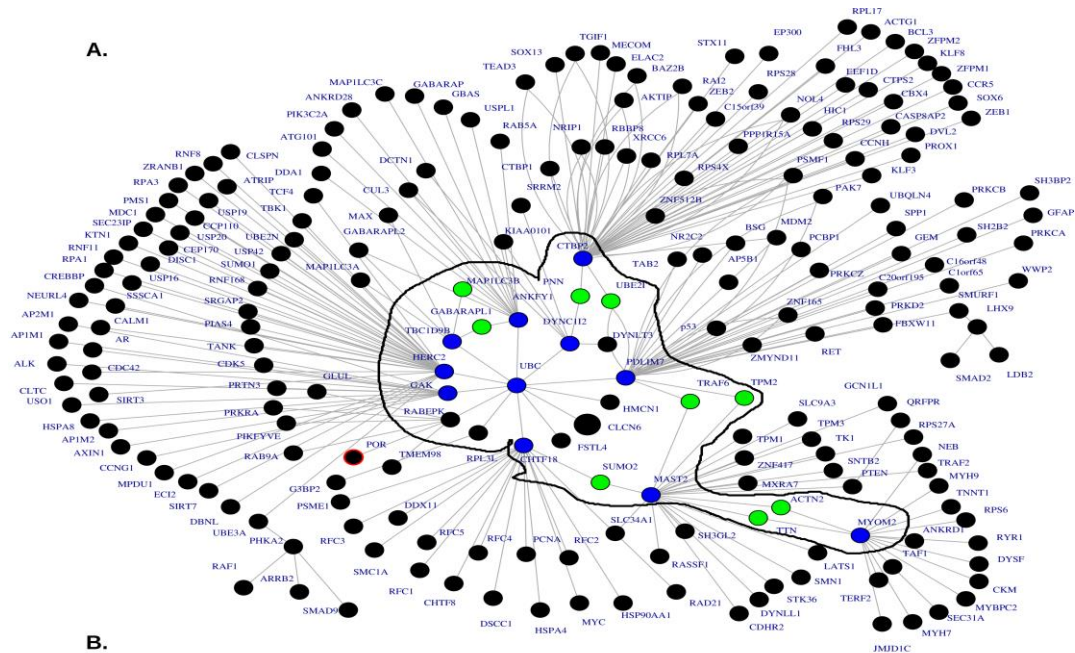 A.
TGIF1
SOX13
MECOM
ELAC2
TEAD3
BAZ2B
AKTIP
STX11
EP300
RPL17
ACTG1
BCL3
FHL3
ZFPM2
KLF8
EEF1D
ZFPM1
CTPS2
CCR5
CBX4
SOX6
ZEB1
RAI2
ZEB2
RPS28
C15orf39
NOL4
HIC1
RPS29
CASP8AP2
DVL2
PROX1
CCNH
KLF3
MAP1LC3C
GABARAP
GBAS
USPL1
RAB5A
NRIP1
RBBP8
XRCC6
PPP1R15A
ANKRD28
PIK3C2A
ATG101
DCTN1
CTBP1
SRRM2
RPL7A
RPS4X
PSMF1
PAK7
UBQLN4
PRKCB
SH3BP2
RNF8
CLSPN
ZRANB1
RPA3
ATRIP
DDA1
TCF4
CUL3
MAX
ZNF512B
BSG
MDM2
SPP1
GFAP
PMS1
USP19
TBK1
GABARAPL2
KIAA0101
NR2C2
PCBP1
GEM
SH2B2
PRKCA
MDC1
CCP110
SEC23IP
USP20
UBE2N
CTBP2
TAB2
AP5B1
C16orf48
KTN1
CEP170
USP42
MAP1LC3A
RNF11
DISC1
SUMO1
MAP1LC3B
PNN
UBE2I
PRKCZ
C20orf195
C1orf65
WWP2
RPA1
USP16
RNF168
ANKFY1
ZNF165
SMURF1
CREBBP
SSSCA1
SRGAP2
GABARAPL1
PRKD2
LHX9
NEURL4
CALM1
PIAS4
TBC1D9B
DYNC1I2
DYNLT3
p53
FBXW11
AP2M1
AP1M1
AR
TANK
HERC2
UBC
PDLIM7
ZMYND11
RET
ALK
CDC42
CDK5
GAK
TRAF6
TPM2
SMAD2
LDB2
CLTC
SIRT3
PRTN3
GLUL
RABEPK
HMCN1
GCN1L1
USO1
PRKRA
CLCN6
SLC9A3
QRFPR
HSPA8
PIKFYVE
FSTL4
TPM3
RPS27A
AP1M2
POR
TMEM98
RPL3L
CHTF18
TPM1
TK1
NEB
AXIN1
RAB9A
SUMO2
MAST2
ZNF417
SNTB2
TRAF2
CCNG1
G3BP2
MXRA7
PTEN
MYH9
MPDU1
PSME1
ACTN2
TNNT1
ECI2
DDX11
SLC34A1
TTN
MYOM2
RPS6
SIRT7
RFC3
RFC5
RFC4
PCNA
RFC2
SH3GL2
ANKRD1
DBNL
RYR1
UBE3A
SMC1A
RASSF1
LATS1
TAF1
DYSF
PHKA2
RFC1
RAD21
SMN1
TERF2
CKM
RAF1
CHTF8
STK36
MYBPC2
ARRB2
DSCC1
HSP90AA1
DYNLL1
SEC31A
SMAD9
HSPA4
MYC
CDHR2
MYH7
JMJD1C
B.